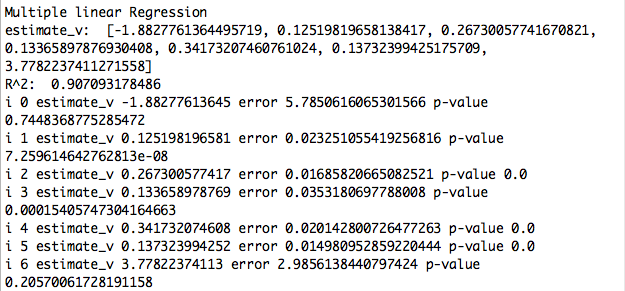 Multiple linear Regression
estimate_v:  [-1.8827761364495719, 0.12519819658138417, 0.26730057741670821,
0.13365897876930408, 0.34173207460761024, 0.13732399425175709,
3.7782237411271558]
R^2:  0.907093178486
i 0 estimate_v -1.88277613645 error 5.7850616065301566 p-value
0.7448368775285472
i 1 estimate_v 0.125198196581 error 0.023251055419256816 p-value
7.259614642762813e-08
i 2 estimate_v 0.267300577417 error 0.01685820665082521 p-value 0.0
i 3 estimate_v 0.133658978769 error 0.0353180697788008 p-value
0.00015405747304164663
i 4 estimate_v 0.341732074608 error 0.020142800726477263 p-value 0.0
i 5 estimate_v 0.137323994252 error 0.014980952859220444 p-value 0.0
i 6 estimate_v 3.77822374113 error 2.9856138440797424 p-value
0.20570061728191158